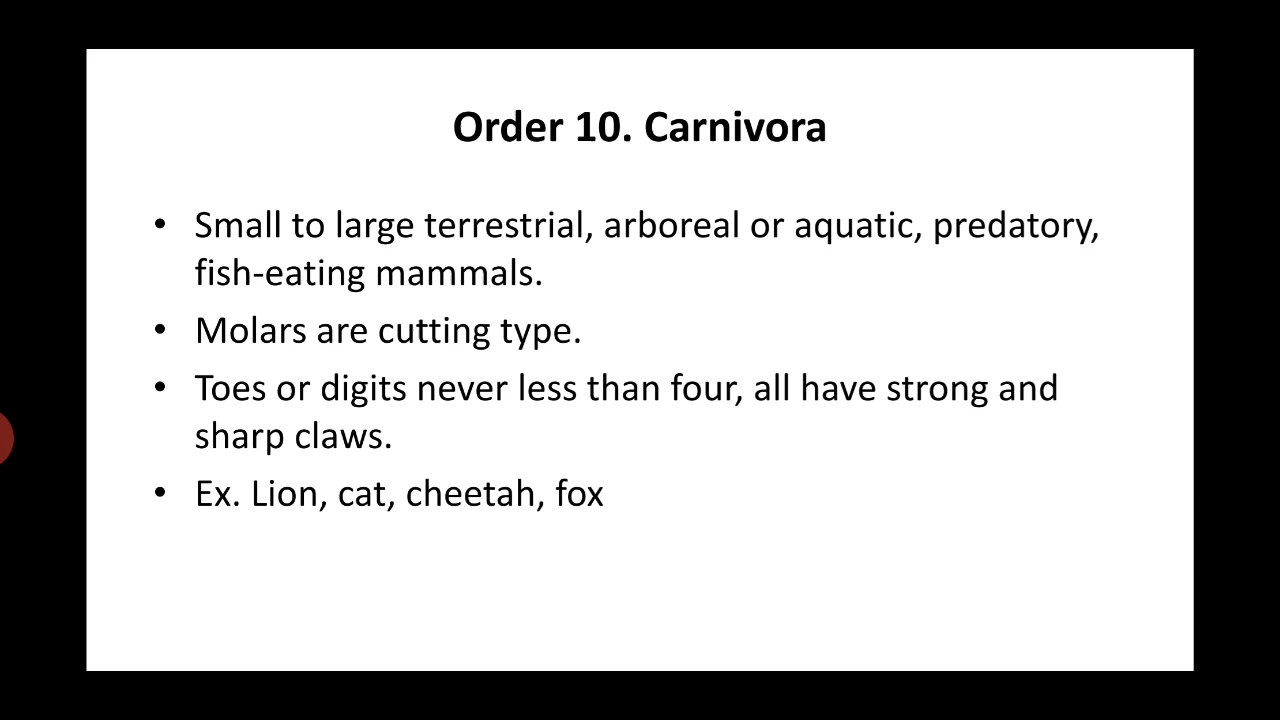 Order 10. Carnivora
• Small to large terrestrial, arboreal or aquatic, predatory,
fish-eating mammals.
• Molars are cutting type.
• Toes or digits never less than four, all have strong and
sharp claws.
• Ex. Lion, cat, cheetah, fox